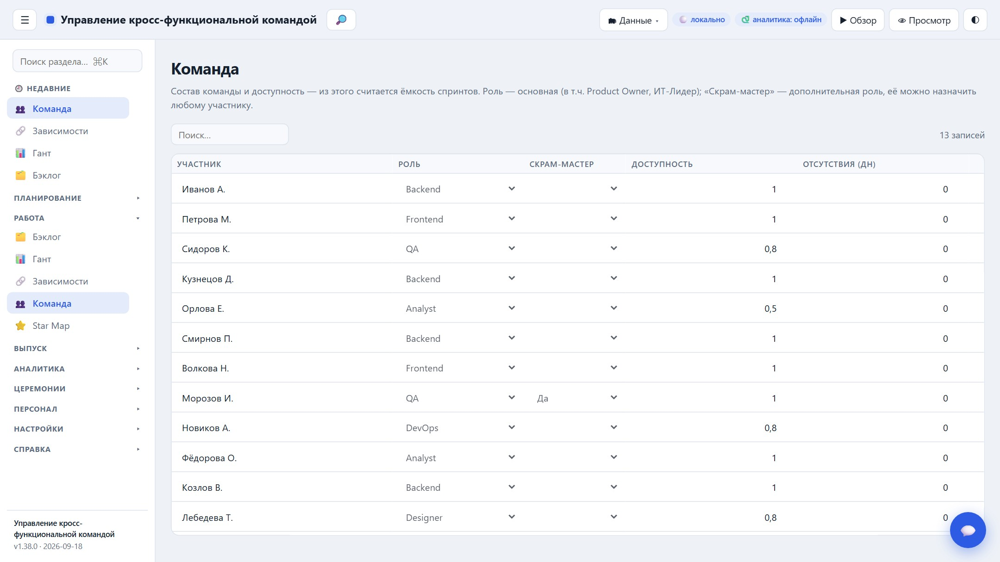 ☰ Управление кросс-функциональной командой
Данные ▾ локально аналитика: офлайн ▶ Обзор Просмотр
Поиск раздела... ⌘K
НЕДАВНИЕ
Команда
Зависимости
Гант
Бэклог
ПЛАНИРОВАНИЕ
РАБОТА
Бэклог
Гант
Зависимости
Команда
Star Map
ВЫПУСК
АНАЛИТИКА
ЦЕРЕМОНИИ
ПЕРСОНАЛ
НАСТРОЙКИ
СПРАВКА
Управление кросс-
функциональной командой
v1.38.0 · 2026-09-18
Команда
Состав команды и доступность — из этого считается ёмкость спринтов. Роль — основная (в т.ч. Product Owner, ИТ-Лидер); «Скрам-мастер» — дополнительная роль, её можно назначить
любому участнику.
Поиск... 13 записей
УЧАСТНИК РОЛЬ СКРАМ-МАСТЕР ДОСТУПНОСТЬ ОТСУТСТВИЯ (ДН)
Иванов А. Backend 1 0
Петрова М. Frontend 1 0
Сидоров К. QA 0,8 0
Кузнецов Д. Backend 1 0
Орлова Е. Analyst 0,5 0
Смирнов П. Backend 1 0
Волкова Н. Frontend 1 0
Морозов И. QA Да 1 0
Новиков А. DevOps 0,8 0
Фёдорова О. Analyst 1 0
Козлов В. Backend 1 0
Лебедева Т. Designer 0,8 0